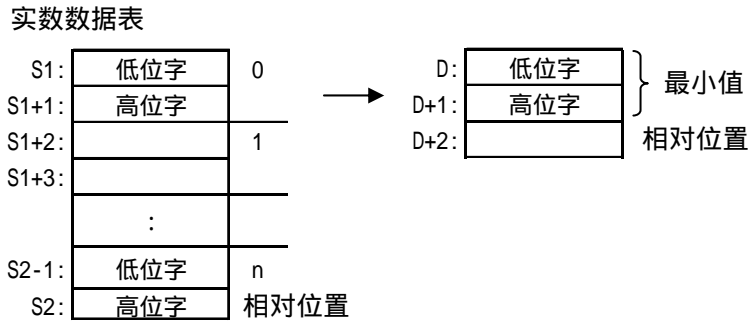 实数数据表
S1: 低位字 0
S1+1: 高位字
S1+2: 1
S1+3:
:
S2-1: 低位字 n
S2: 高位字 相对位置
D: 低位字
D+1: 高位字
最小值
D+2: 相对位置